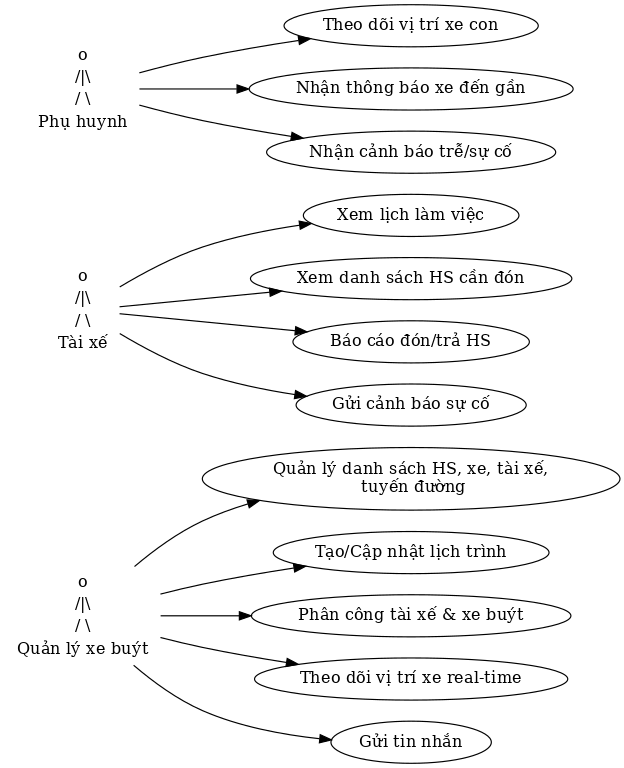 Theo dõi vị trí xe con
Nhận thông báo xe đến gần
Nhận cảnh báo trễ/sự cố
o
/|\
/ \
Phụ huynh
Xem lịch làm việc
Xem danh sách HS cần đón
Báo cáo đón/trả HS
Gửi cảnh báo sự cố
o
/|\
/ \
Tài xế
Quản lý danh sách HS, xe, tài xế,
tuyến đường
Tạo/Cập nhật lịch trình
Phân công tài xế & xe buýt
Theo dõi vị trí xe real-time
Gửi tin nhắn
o
/|\
/ \
Quản lý xe buýt